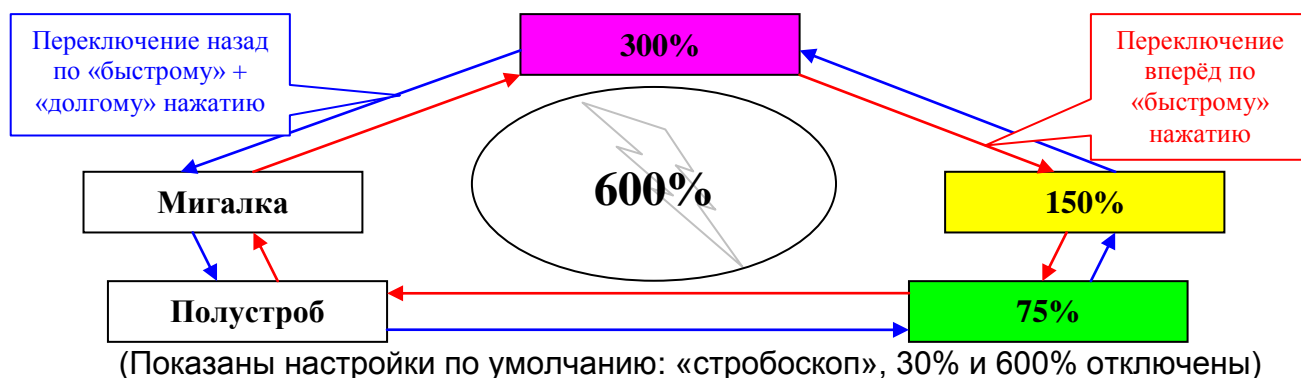 Переключение назад
по «быстрому» +
«долгому» нажатию
300%
Переключение
вперёд по
«быстрому»
нажатию
600%
Мигалка
150%
Полустроб
75%
(Показаны настройки по умолчанию: «стробоскоп», 30% и 600% отключены)